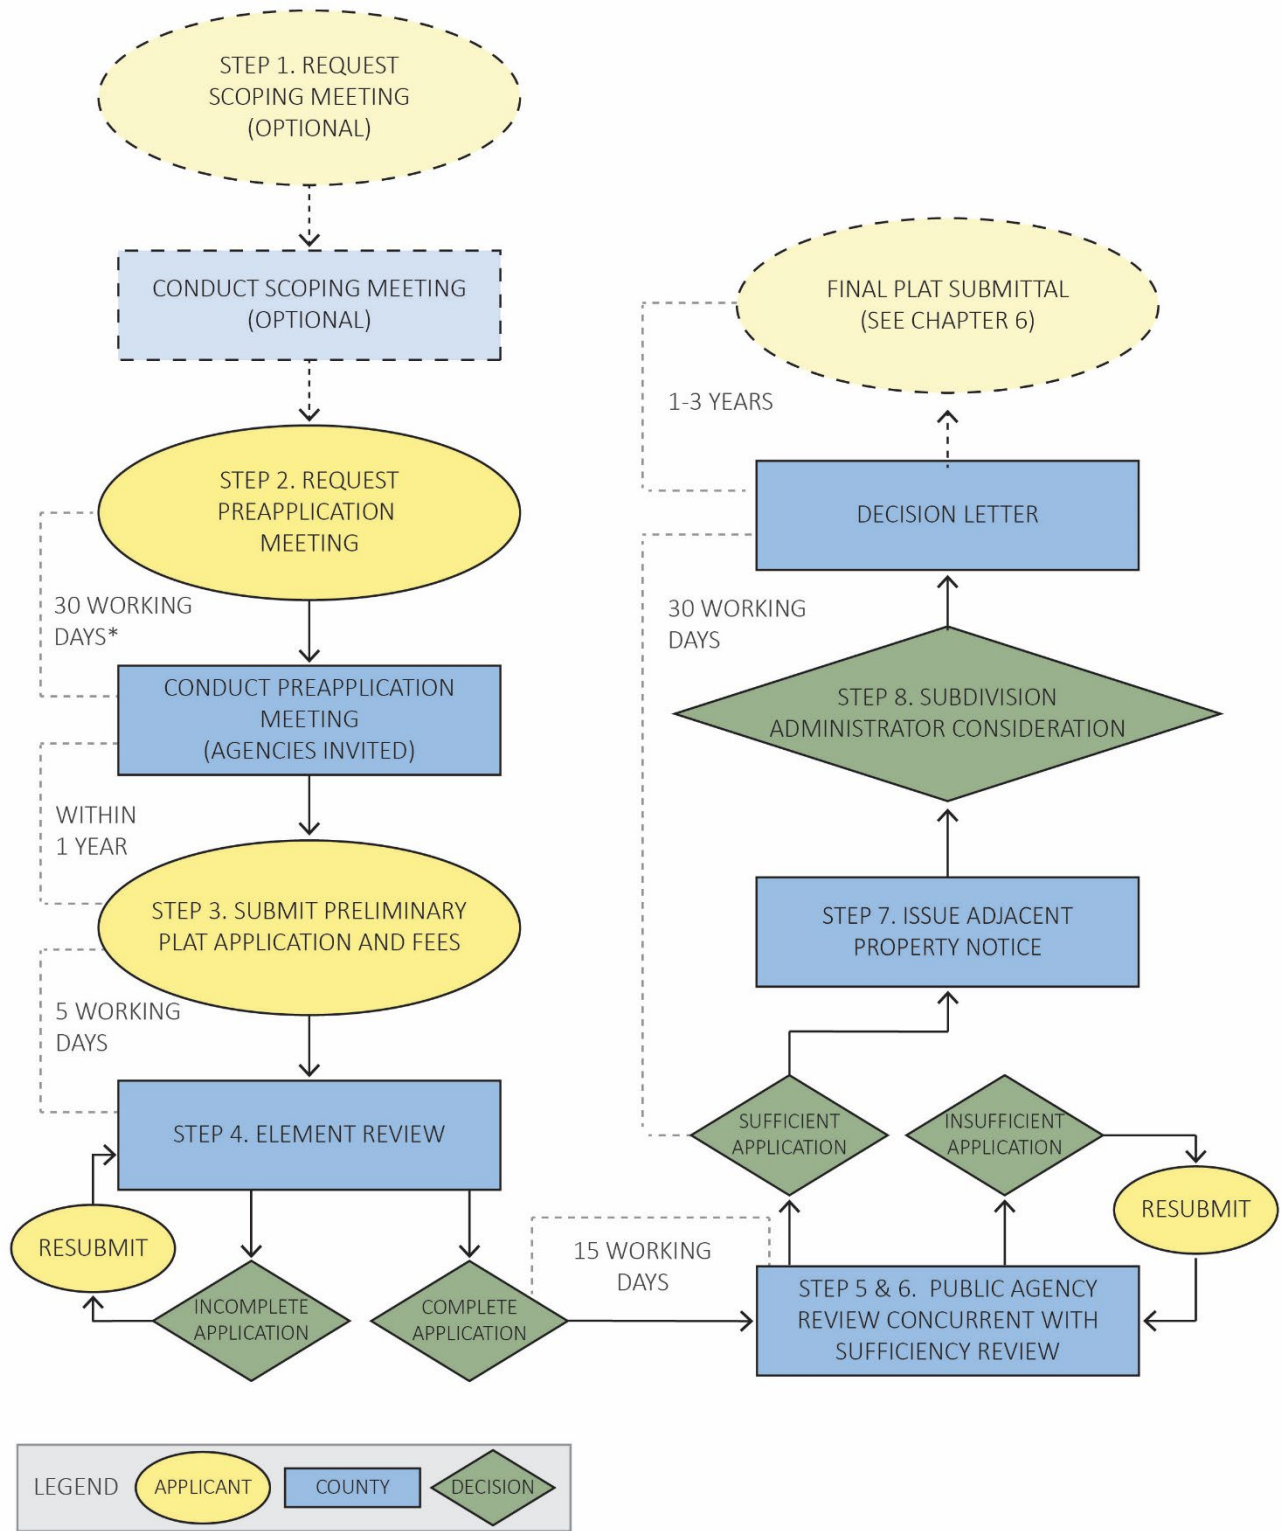 STEP 1. REQUEST
SCOPING MEETING
(OPTIONAL)
CONDUCT SCOPING MEETING
(OPTIONAL)
STEP 2. REQUEST
PREAPPLICATION
MEETING
30 WORKING
DAYS*
CONDUCT PREAPPLICATION
MEETING
(AGENCIES INVITED)
WITHIN
1 YEAR
STEP 3. SUBMIT PRELIMINARY
PLAT APPLICATION AND FEES
5 WORKING
DAYS
STEP 4. ELEMENT REVIEW
RESUBMIT
INCOMPLETE
APPLICATION
COMPLETE
APPLICATION
15 WORKING
DAYS
STEP 5 & 6. PUBLIC AGENCY
REVIEW CONCURRENT WITH
SUFFICIENCY REVIEW
SUFFICIENT
APPLICATION
INSUFFICIENT
APPLICATION
RESUBMIT
STEP 7. ISSUE ADJACENT
PROPERTY NOTICE
STEP 8. SUBDIVISION
ADMINISTRATOR CONSIDERATION
30 WORKING
DAYS
DECISION LETTER
1-3 YEARS
FINAL PLAT SUBMITTAL
(SEE CHAPTER 6)
LEGEND
APPLICANT
COUNTY
DECISION